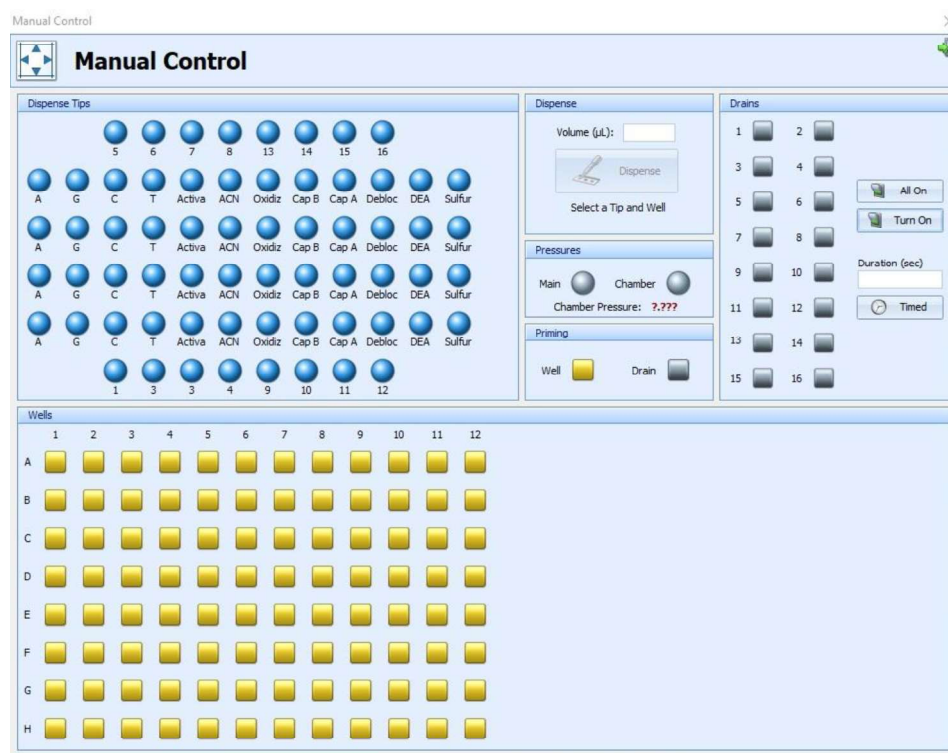 Manual Control
Manual Control
Dispense Tips
5 6 7 8 13 14 15 16
A G C T Activa ACN Oxidiz Cap B Cap A Debloc DEA Sulfur
A G C T Activa ACN Oxidiz Cap B Cap A Debloc DEA Sulfur
A G C T Activa ACN Oxidiz Cap B Cap A Debloc DEA Sulfur
A G C T Activa ACN Oxidiz Cap B Cap A Debloc DEA Sulfur
1 3 3 4 9 10 11 12
Dispense
Volume (µL):
Dispense
Select a Tip and Well
Pressures
Main Chamber
Chamber Pressure: ?.???
Priming
Well Drain
Drains
1 2
3 4
5 6
7 8
9 10
11 12
13 14
15 16
All On
Turn On
Duration (sec)
Timed
Wells
1 2 3 4 5 6 7 8 9 10 11 12
A
B
C
D
E
F
G
H